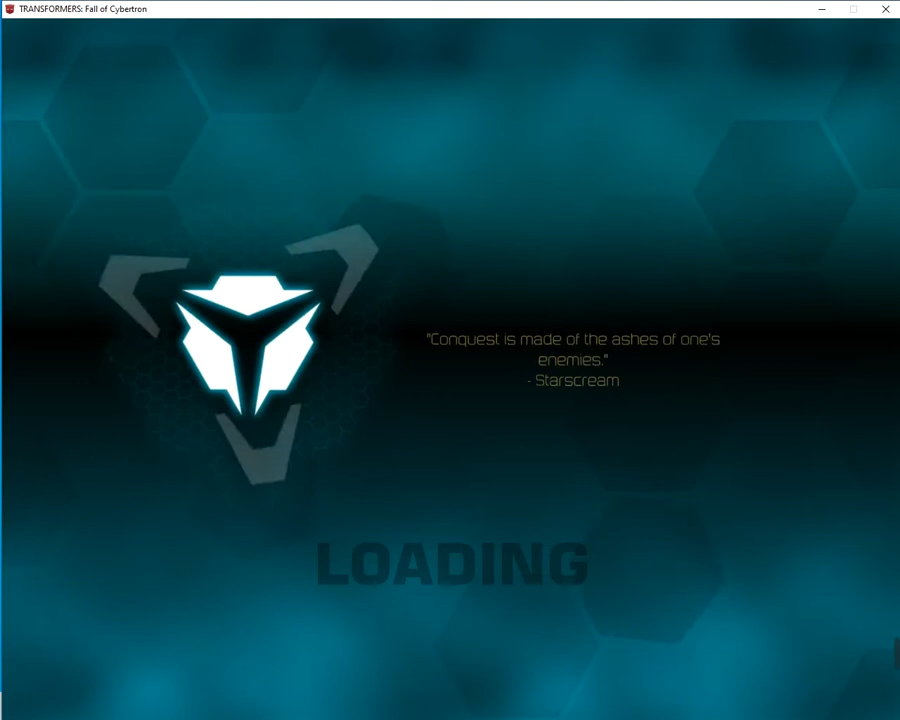 TRANSFORMERS: Fall of Cybertron
"Conquest is made of the ashes of one's
enemies."
- Starscream
LOADING